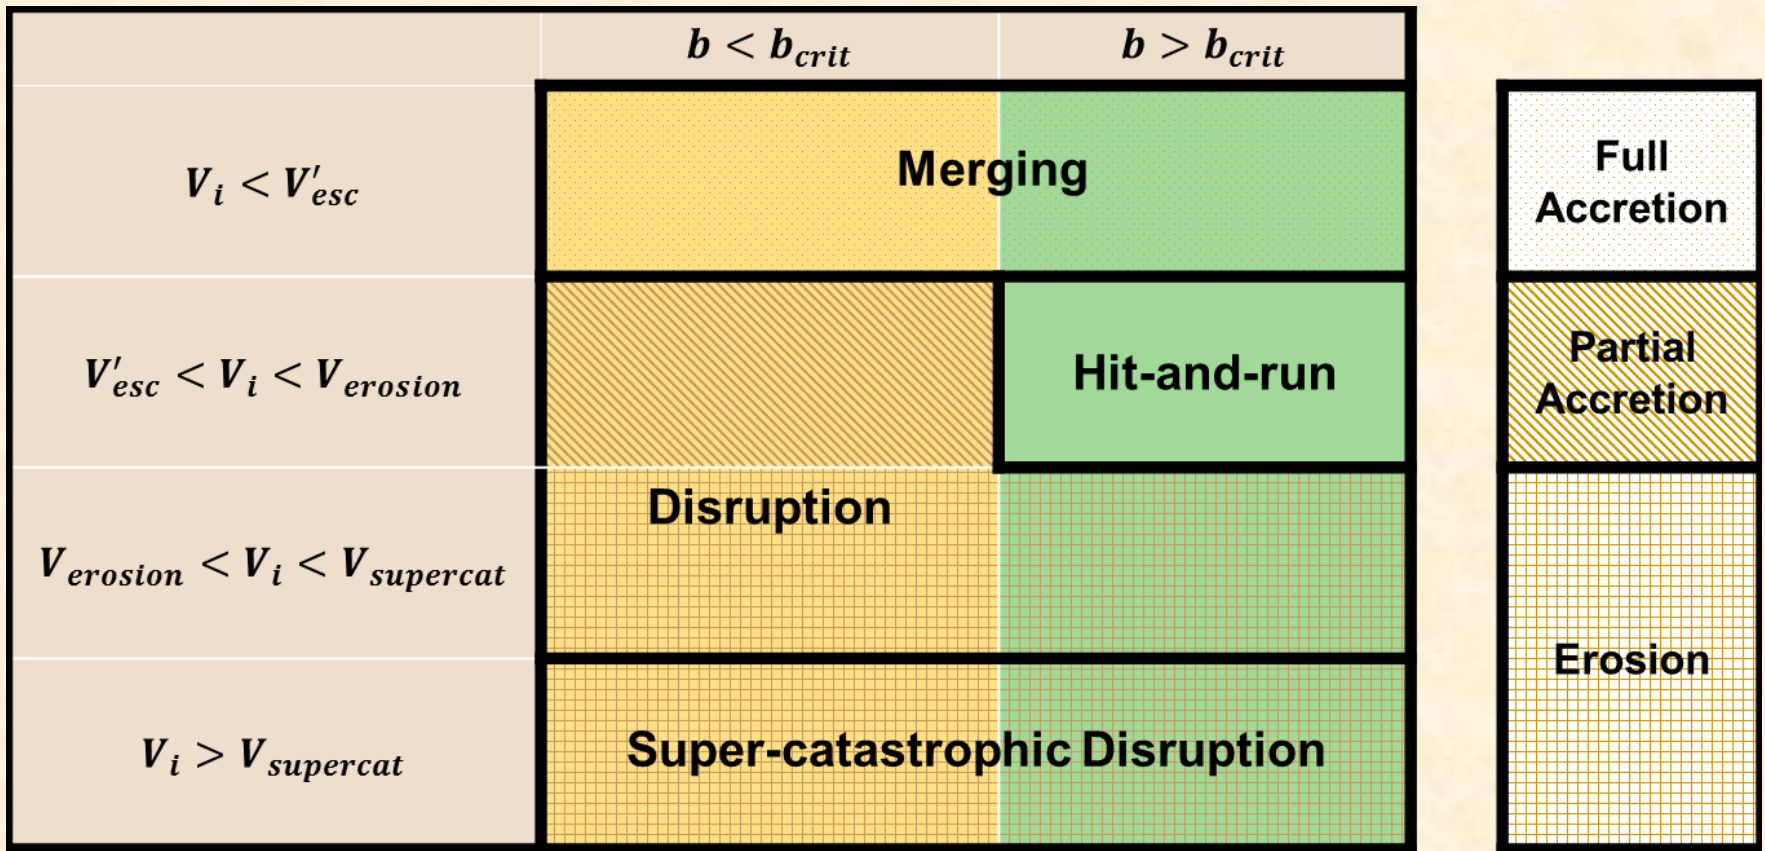 b < b_crit
b > b_crit
V_i < V'_esc
Merging
Full
Accretion
V'_esc < V_i < V_erosion
Hit-and-run
Partial
Accretion
Disruption
V_erosion < V_i < V_supercat
Erosion
V_i > V_supercat
Super-catastrophic Disruption